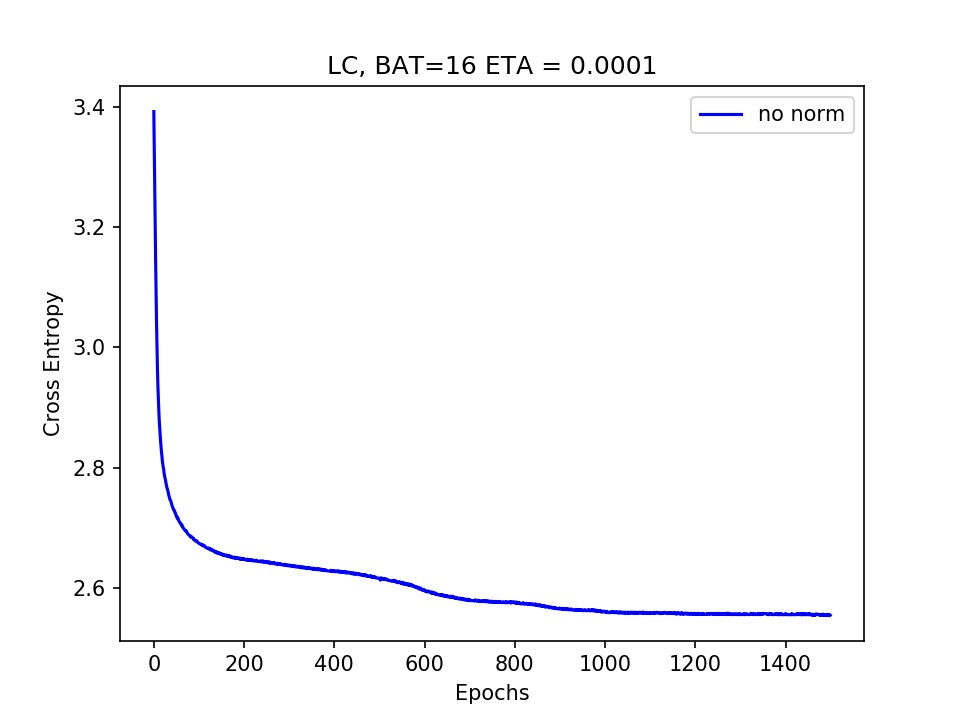 LC, BAT=16 ETA = 0.0001
no norm
3.4
3.2
3.0
2.8
2.6
Cross Entropy
0 200 400 600 800 1000 1200 1400
Epochs